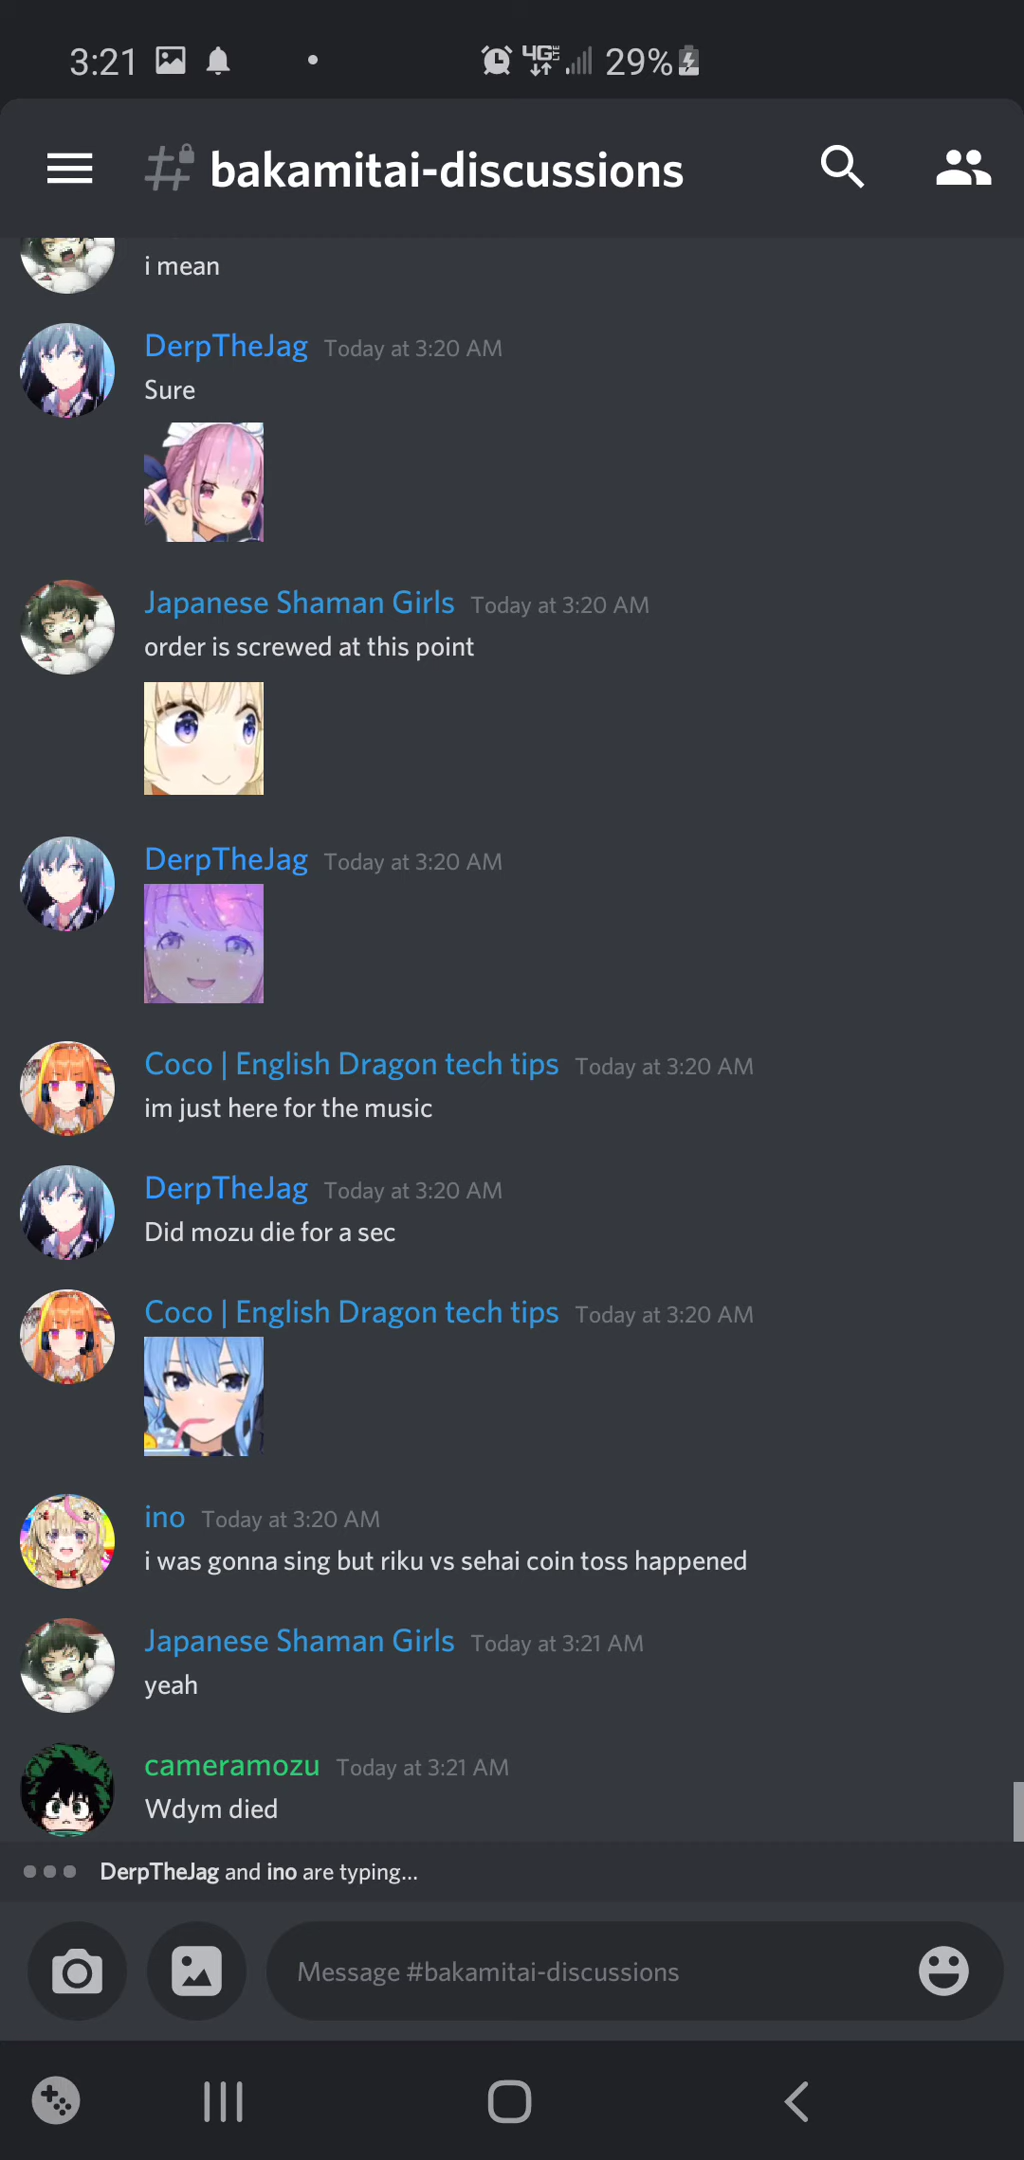 3:21 4G LTE 29%
bakamitai-discussions
i mean
DerpTheJag Today at 3:20 AM
Sure
Japanese Shaman Girls Today at 3:20 AM
order is screwed at this point
DerpTheJag Today at 3:20 AM
Coco | English Dragon tech tips Today at 3:20 AM
im just here for the music
DerpTheJag Today at 3:20 AM
Did mozu die for a sec
Coco | English Dragon tech tips Today at 3:20 AM
ino Today at 3:20 AM
i was gonna sing but riku vs sehai coin toss happened
Japanese Shaman Girls Today at 3:21 AM
yeah
cameramozu Today at 3:21 AM
Wdym died
DerpTheJag and ino are typing...
Message #bakamitai-discussions